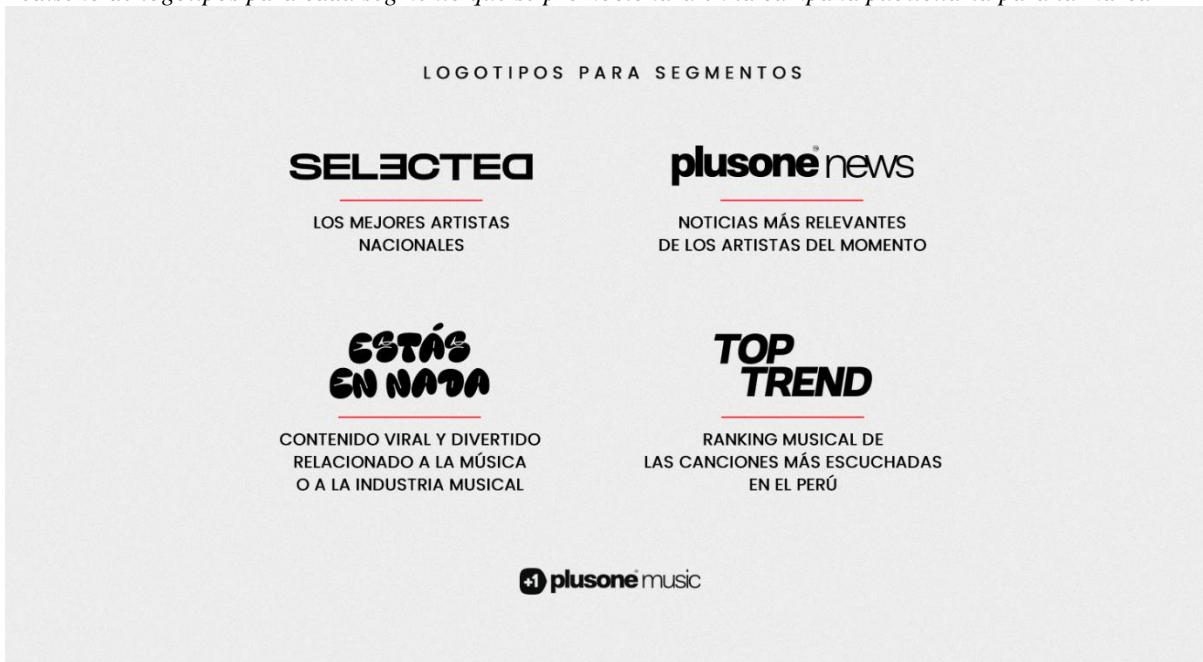 LOGOTIPOS PARA SEGMENTOS
SELECTED
LOS MEJORES ARTISTAS
NACIONALES
plusone news
NOTICIAS MÁS RELEVANTES
DE LOS ARTISTAS DEL MOMENTO
ESTÁS
EN NADA
CONTENIDO VIRAL Y DIVERTIDO
RELACIONADO A LA MÚSICA
O A LA INDUSTRIA MUSICAL
TOP
TREND
RANKING MUSICAL DE
LAS CANCIONES MÁS ESCUCHADAS
EN EL PERÚ
+1 plusone music